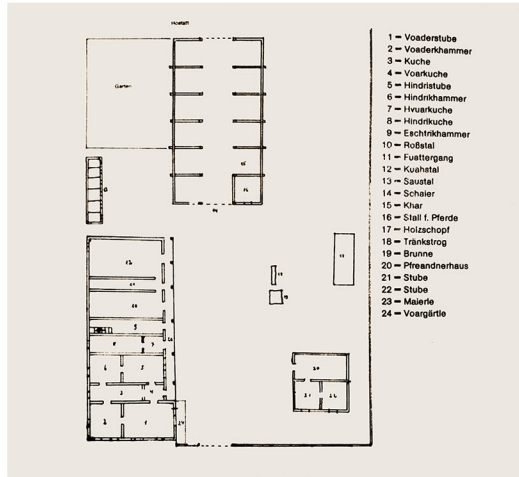 Hostatt
Garten
1 – Voaderstube
2 – Voaderkhammer
3 – Kuche
4 – Voarkuche
5 – Hindristube
6 – Hindrikhammer
7 – Hvuarkuche
8 – Hindrikuche
9 – Eschtrikhammer
10 – Roßstal
11 – Fuattergang
12 – Kuahstal
13 – Saustal
14 – Schaier
15 – Khar
16 – Stall f. Pferde
17 – Holzschopf
18 – Tränkstrog
19 – Brunne
20 – Pfreandnerhaus
21 – Stube
22 – Stube
23 – Maierle
24 – Voargärtle